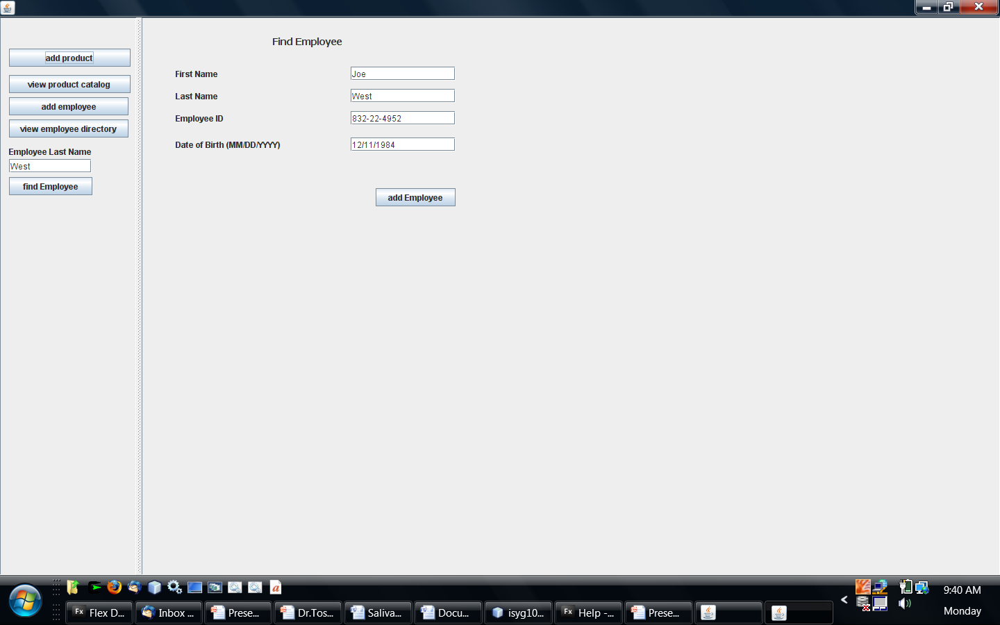 add product
view product catalog
add employee
view employee directory
Employee Last Name
West
find Employee
Find Employee
First Name
Joe
Last Name
West
Employee ID
832-22-4952
Date of Birth (MM/DD/YYYY)
12/11/1984
add Employee
9:40 AM
Monday
Fx Flex D...
Inbox ...
Prese...
Dr.Tos...
Saliva...
Docu...
isyg10...
Fx Help -...
Prese...